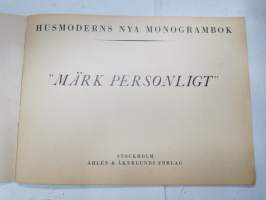 HUSMODERNS NYA MONOGRAMBOK
"MÄRK PERSONLIGT"
STOCKHOLM
ÅHLÉN & ÅKERLUNDS FÖRLAG